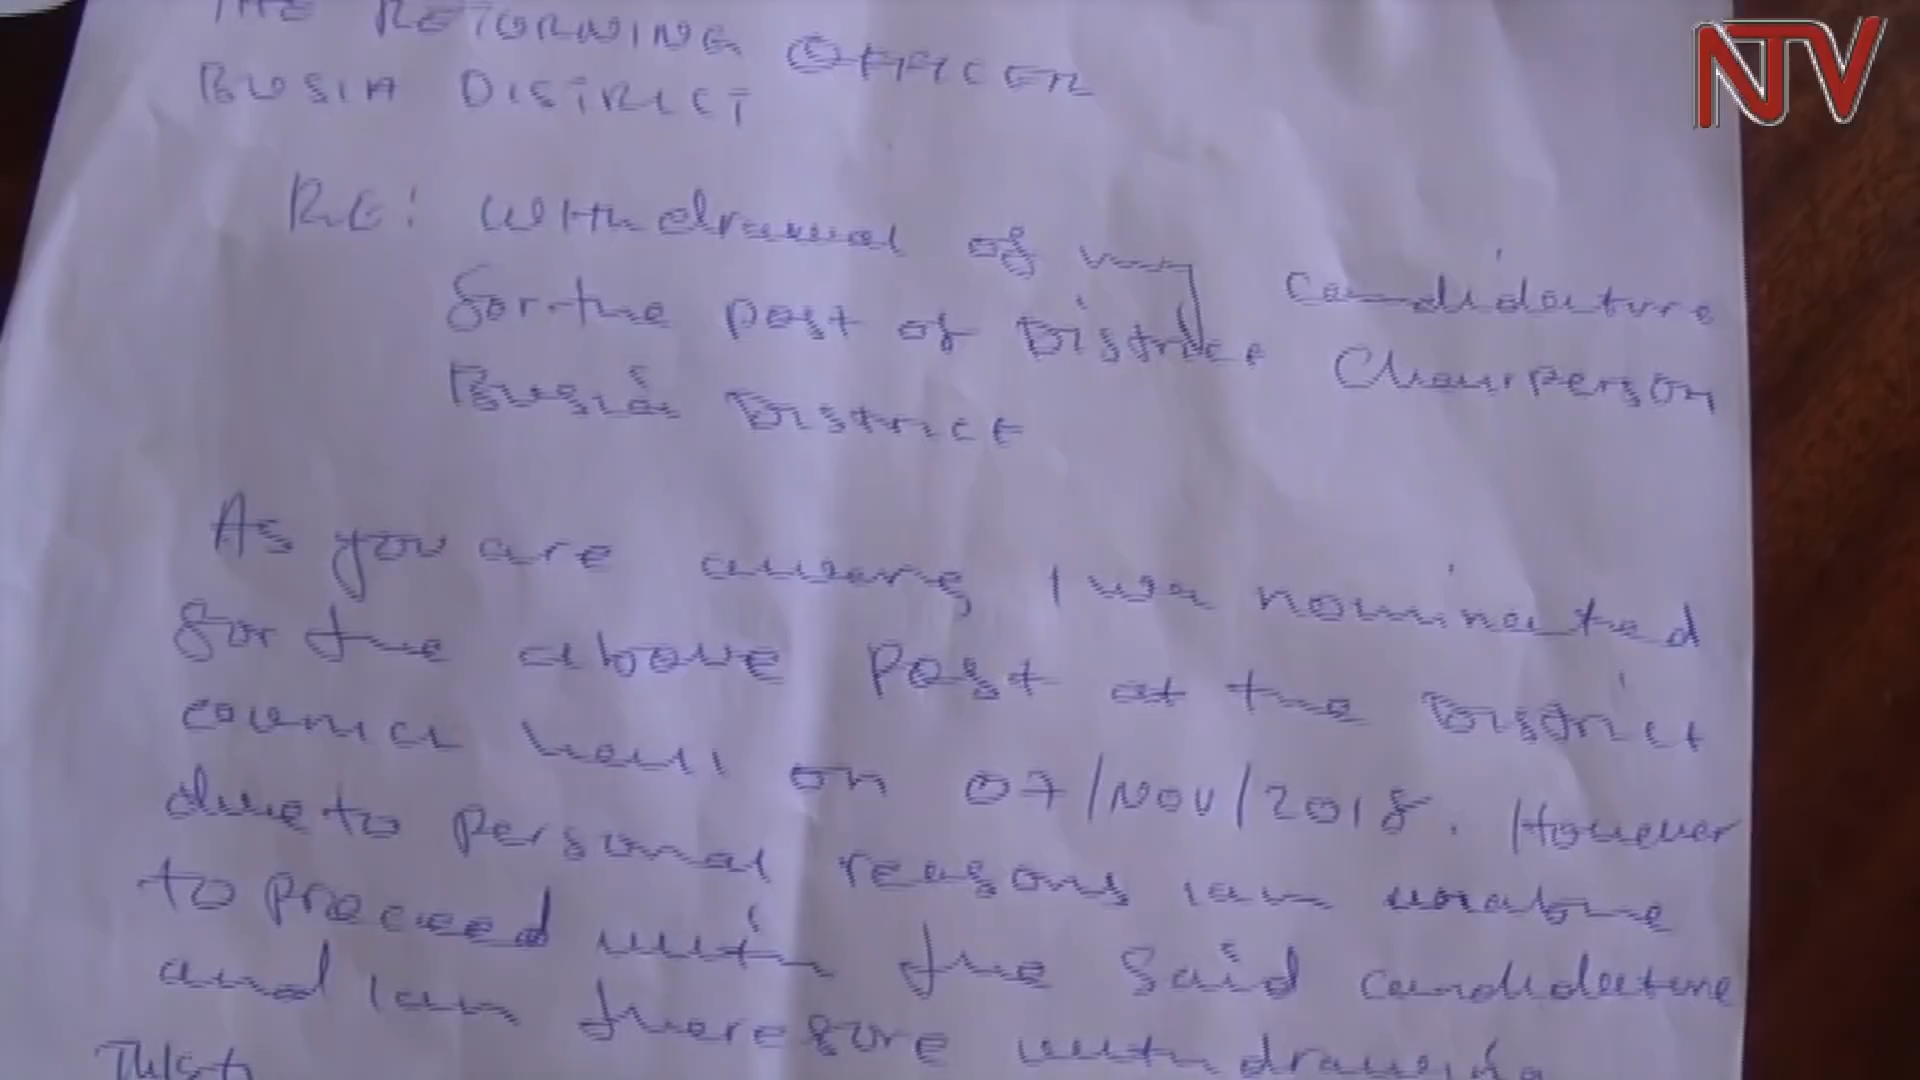 NTV
THE RETURNING OFFICER
BUSIA DISTRICT
RE: Withdrawal of my Candidature
for the post of District Chairperson
Busia District
As you are aware, I was nominated
for the above Post at the District
council hall on 07/NOV/2018. However
due to personal reasons I am unable
to proceed with the said candidature
and I am therefore withdrawing